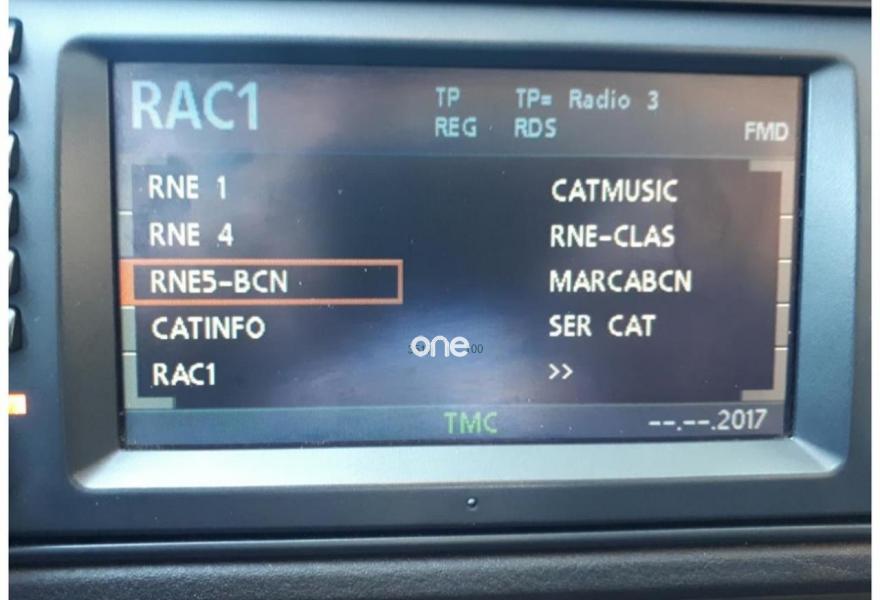 RAC1
TP TP= Radio 3
REG RDS
FMD
RNE 1 CATMUSIC
RNE 4 RNE-CLAS
RNE5-BCN MARCABCN
CATINFO SER CAT
RAC1 >>
one
TMC --.--.2017